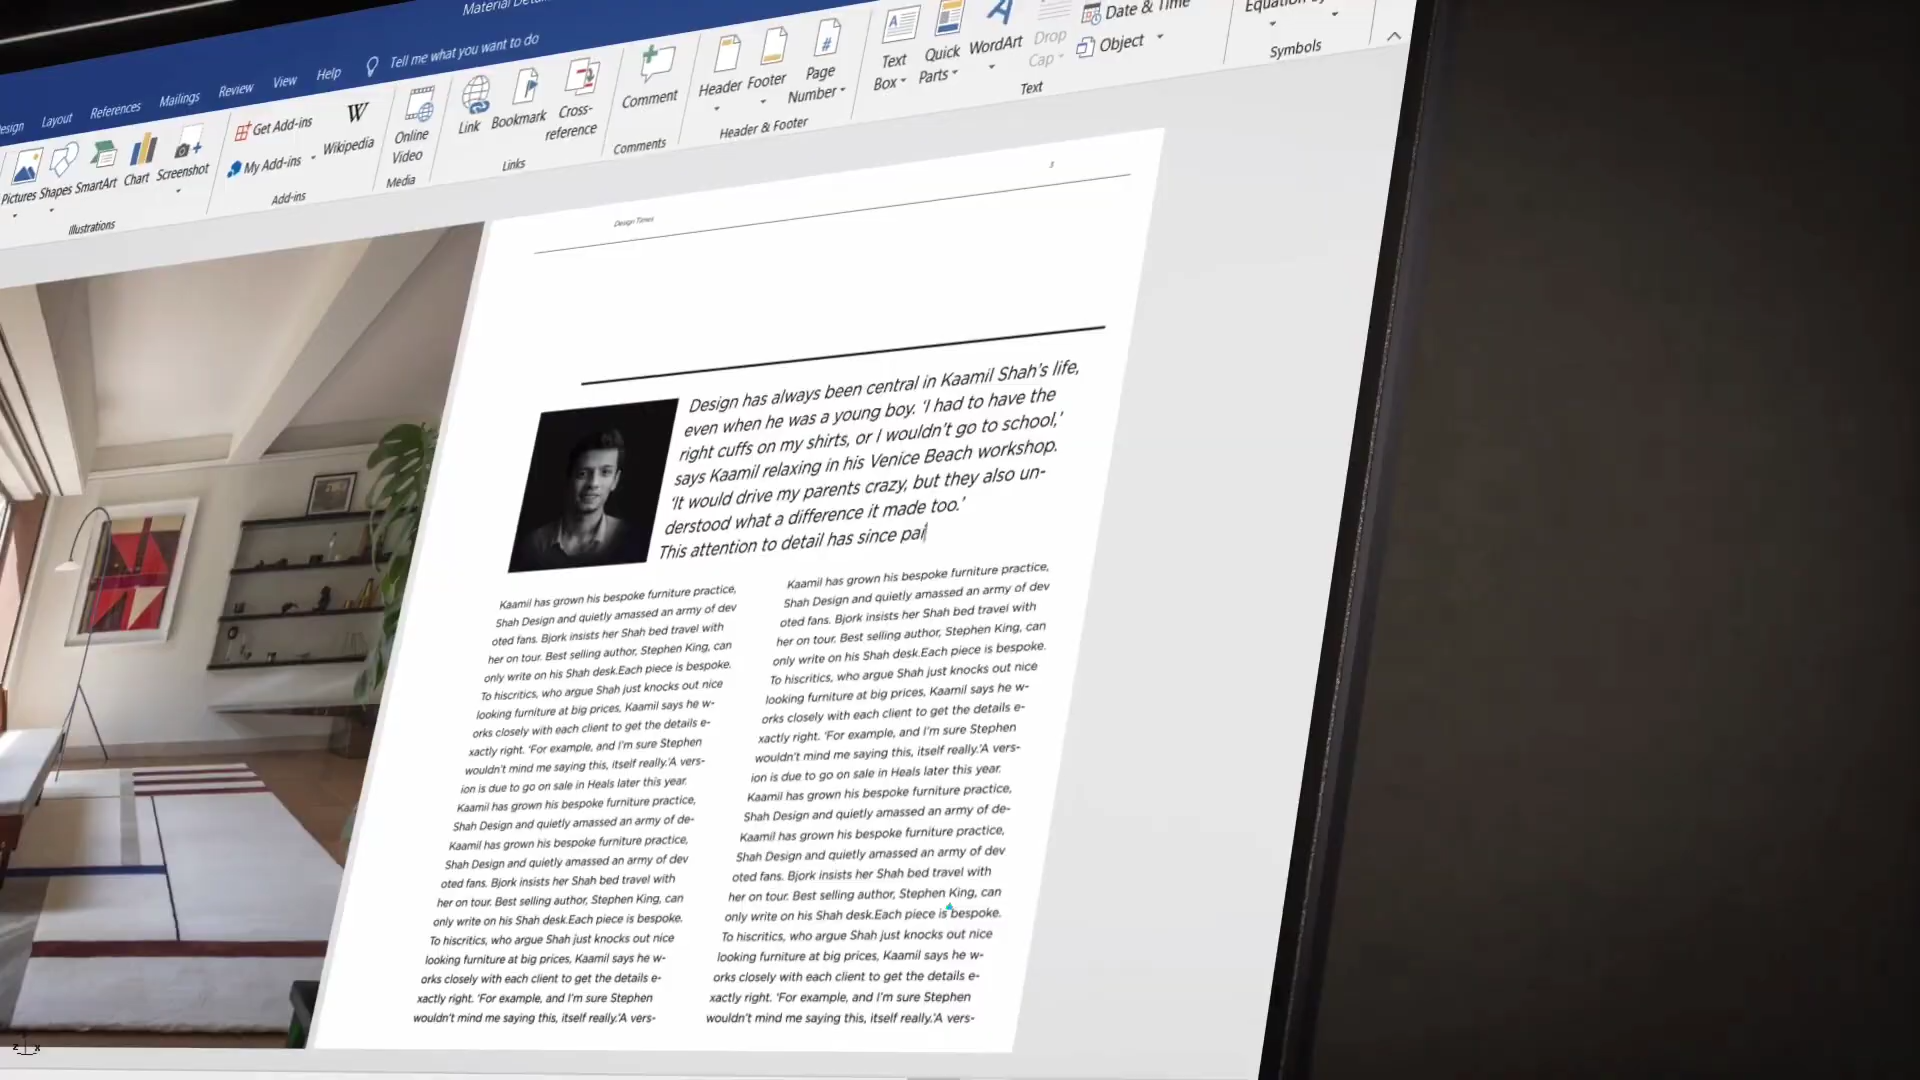 Tell me what you want to do
Layout
References
Mailings
Review
View
Help
Pictures
Shapes
SmartArt
Chart
Screenshot
Illustrations
Get Add-ins
My Add-ins
Wikipedia
Add-ins
Online
Video
Media
Link
Bookmark
Cross-
reference
Links
Comment
Comments
Header
Footer
Page
Number
Header & Footer
Text
Box
Quick
Parts
WordArt
Drop
Cap
Date & Time
Object
Text
Symbols
Design Times
3
Design has always been central in Kaamil Shah's life,
even when he was a young boy. 'I had to have the
right cuffs on my shirts, or I wouldn't go to school,'
says Kaamil relaxing in his Venice Beach workshop.
'It would drive my parents crazy, but they also un-
derstood what a difference it made too.'
This attention to detail has since pai
Kaamil has grown his bespoke furniture practice,
Shah Design and quietly amassed an army of dev
oted fans. Bjork insists her Shah bed travel with
her on tour. Best selling author, Stephen King, can
only write on his Shah desk.Each piece is bespoke.
To hiscritics, who argue Shah just knocks out nice
looking furniture at big prices, Kaamil says he w-
orks closely with each client to get the details e-
xactly right. 'For example, and I'm sure Stephen
wouldn't mind me saying this, itself really.'A vers-
ion is due to go on sale in Heals later this year.
Kaamil has grown his bespoke furniture practice,
Shah Design and quietly amassed an army of de-
Kaamil has grown his bespoke furniture practice,
Shah Design and quietly amassed an army of dev
oted fans. Bjork insists her Shah bed travel with
her on tour. Best selling author, Stephen King, can
only write on his Shah desk.Each piece is bespoke.
To hiscritics, who argue Shah just knocks out nice
looking furniture at big prices, Kaamil says he w-
orks closely with each client to get the details e-
xactly right. 'For example, and I'm sure Stephen
wouldn't mind me saying this, itself really.'A vers-
Kaamil has grown his bespoke furniture practice,
Shah Design and quietly amassed an army of dev
oted fans. Bjork insists her Shah bed travel with
her on tour. Best selling author, Stephen King, can
only write on his Shah desk.Each piece is bespoke.
To hiscritics, who argue Shah just knocks out nice
looking furniture at big prices, Kaamil says he w-
orks closely with each client to get the details e-
xactly right. 'For example, and I'm sure Stephen
wouldn't mind me saying this, itself really.'A vers-
ion is due to go on sale in Heals later this year.
Kaamil has grown his bespoke furniture practice,
Shah Design and quietly amassed an army of de-
Kaamil has grown his bespoke furniture practice,
Shah Design and quietly amassed an army of dev
oted fans. Bjork insists her Shah bed travel with
her on tour. Best selling author, Stephen King, can
only write on his Shah desk.Each piece is bespoke.
To hiscritics, who argue Shah just knocks out nice
looking furniture at big prices, Kaamil says he w-
orks closely with each client to get the details e-
xactly right. 'For example, and I'm sure Stephen
wouldn't mind me saying this, itself really.'A vers-
z x